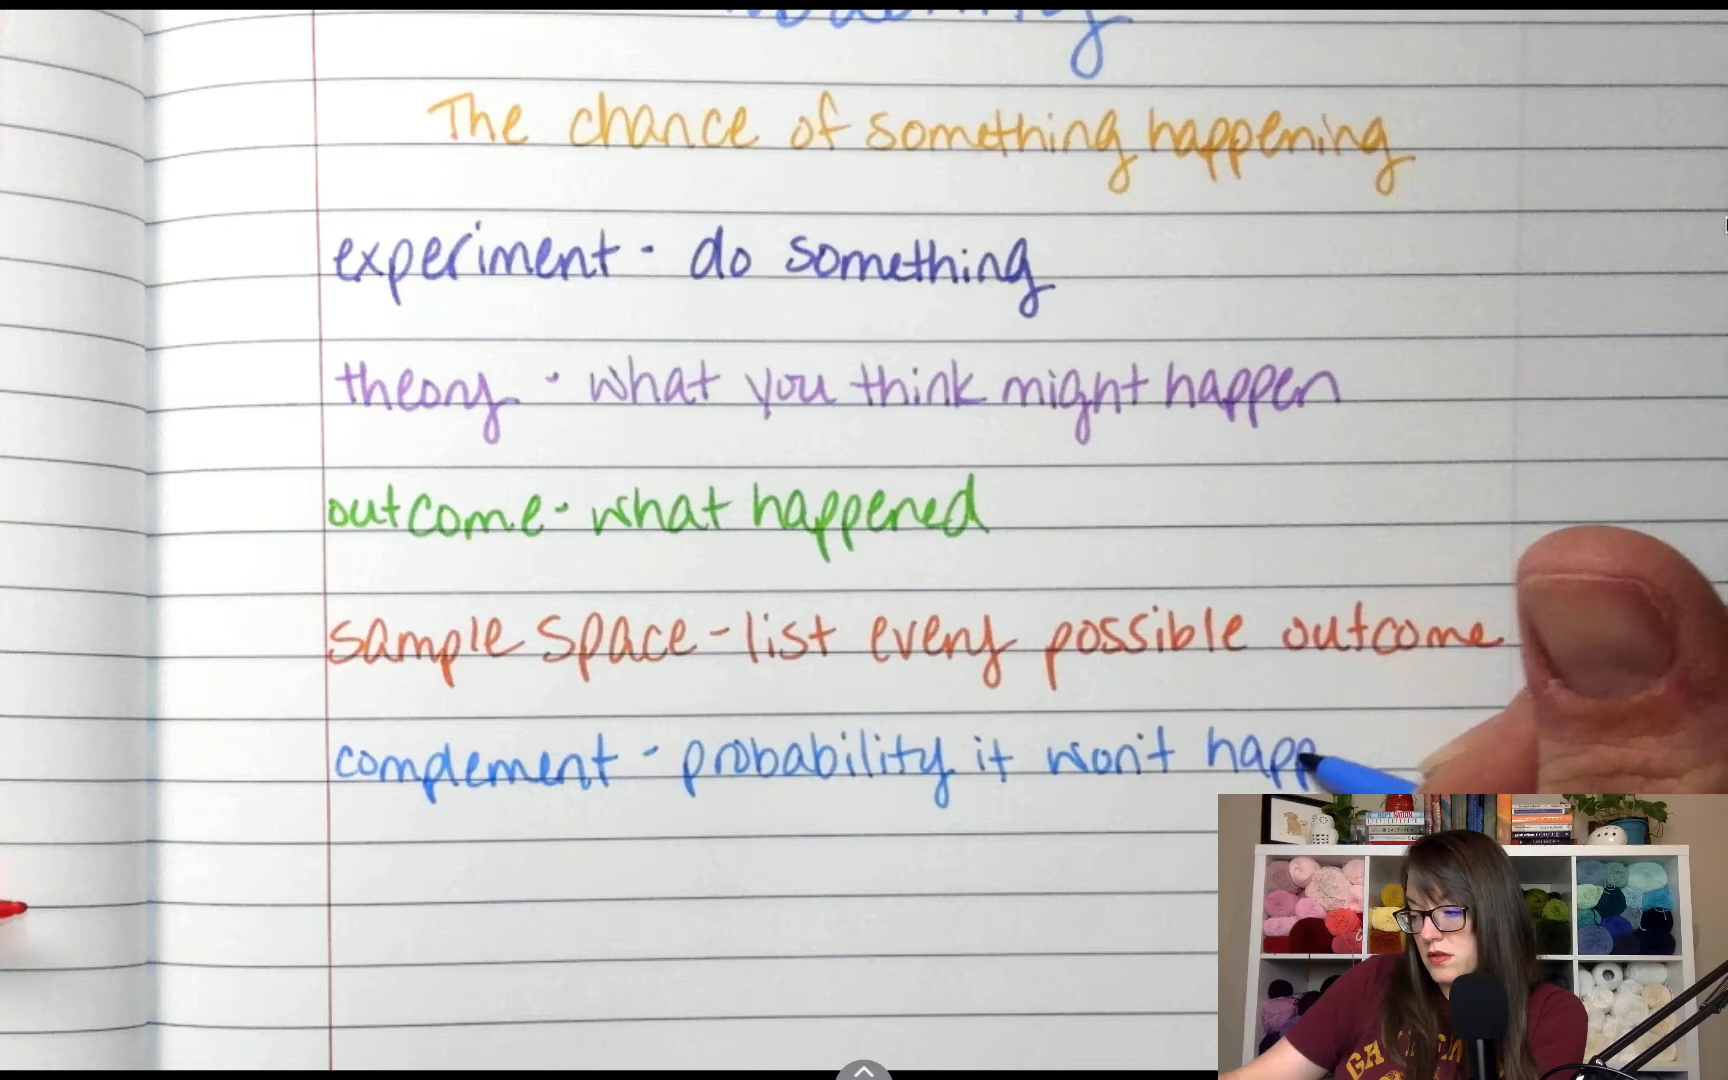 The chance of something happening
experiment - do something
theory - what you think might happen
outcome - what happened
sample space - list every possible outcome
complement - probability it won't happ